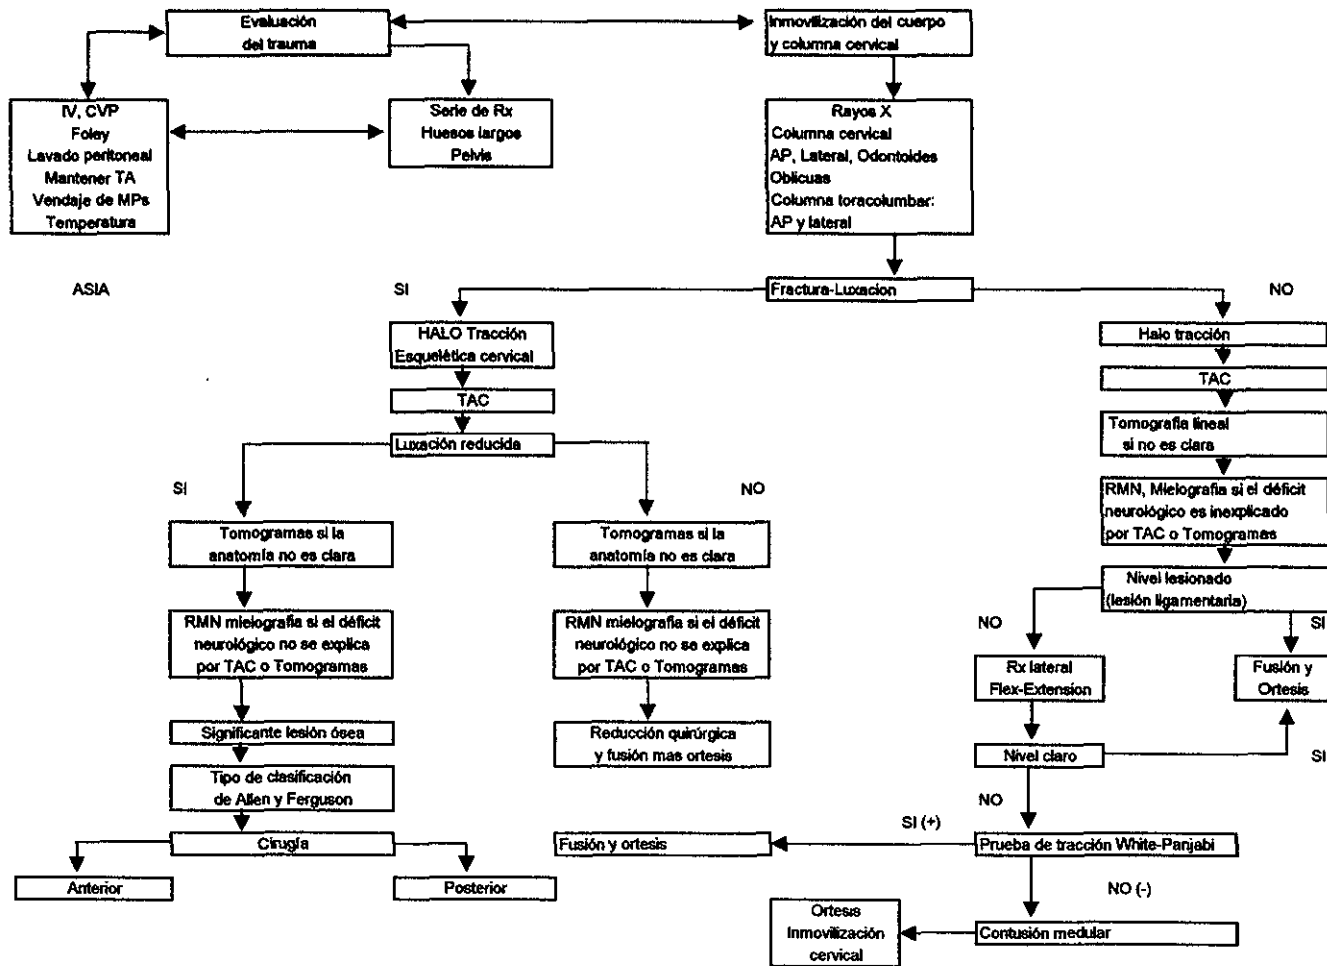 Evaluación
del trauma
Inmovilización del cuerpo
y columna cervical
IV, CVP
Foley
Lavado peritoneal
Mantener TA
Vendaje de MPs
Temperatura
Serie de Rx
Huesos largos
Pelvis
Rayos X
Columna cervical
AP, Lateral, Odontoides
Oblicuas
Columna toracolumbar:
AP y lateral
ASIA
SI
Fractura-Luxacion
NO
HALO Tracción
Esquelética cervical
TAC
Luxación reducida
Halo tracción
TAC
Tomografia lineal
si no es clara
RMN, Mielografia si el déficit
neurológico es inexplicado
por TAC o Tomogramas
Nivel lesionado
(lesión ligamentaria)
SI
NO
Tomogramas si la
anatomía no es clara
RMN mielografia si el déficit
neurológico no se explica
por TAC o Tomogramas
Significante lesión ósea
Tipo de clasificación
de Allen y Ferguson
Cirugía
Anterior
Posterior
Tomogramas si la
anatomía no es clara
RMN mielografia si el déficit
neurológico no se explica
por TAC o Tomogramas
Reducción quirúrgica
y fusión mas ortesis
NO
SI
Rx lateral
Flex-Extension
Fusión y
Ortesis
Nivel claro
SI
NO
SI (+)
Fusión y ortesis
Prueba de tracción White-Panjabi
NO (-)
Ortesis
Inmovilización
cervical
Contusión medular